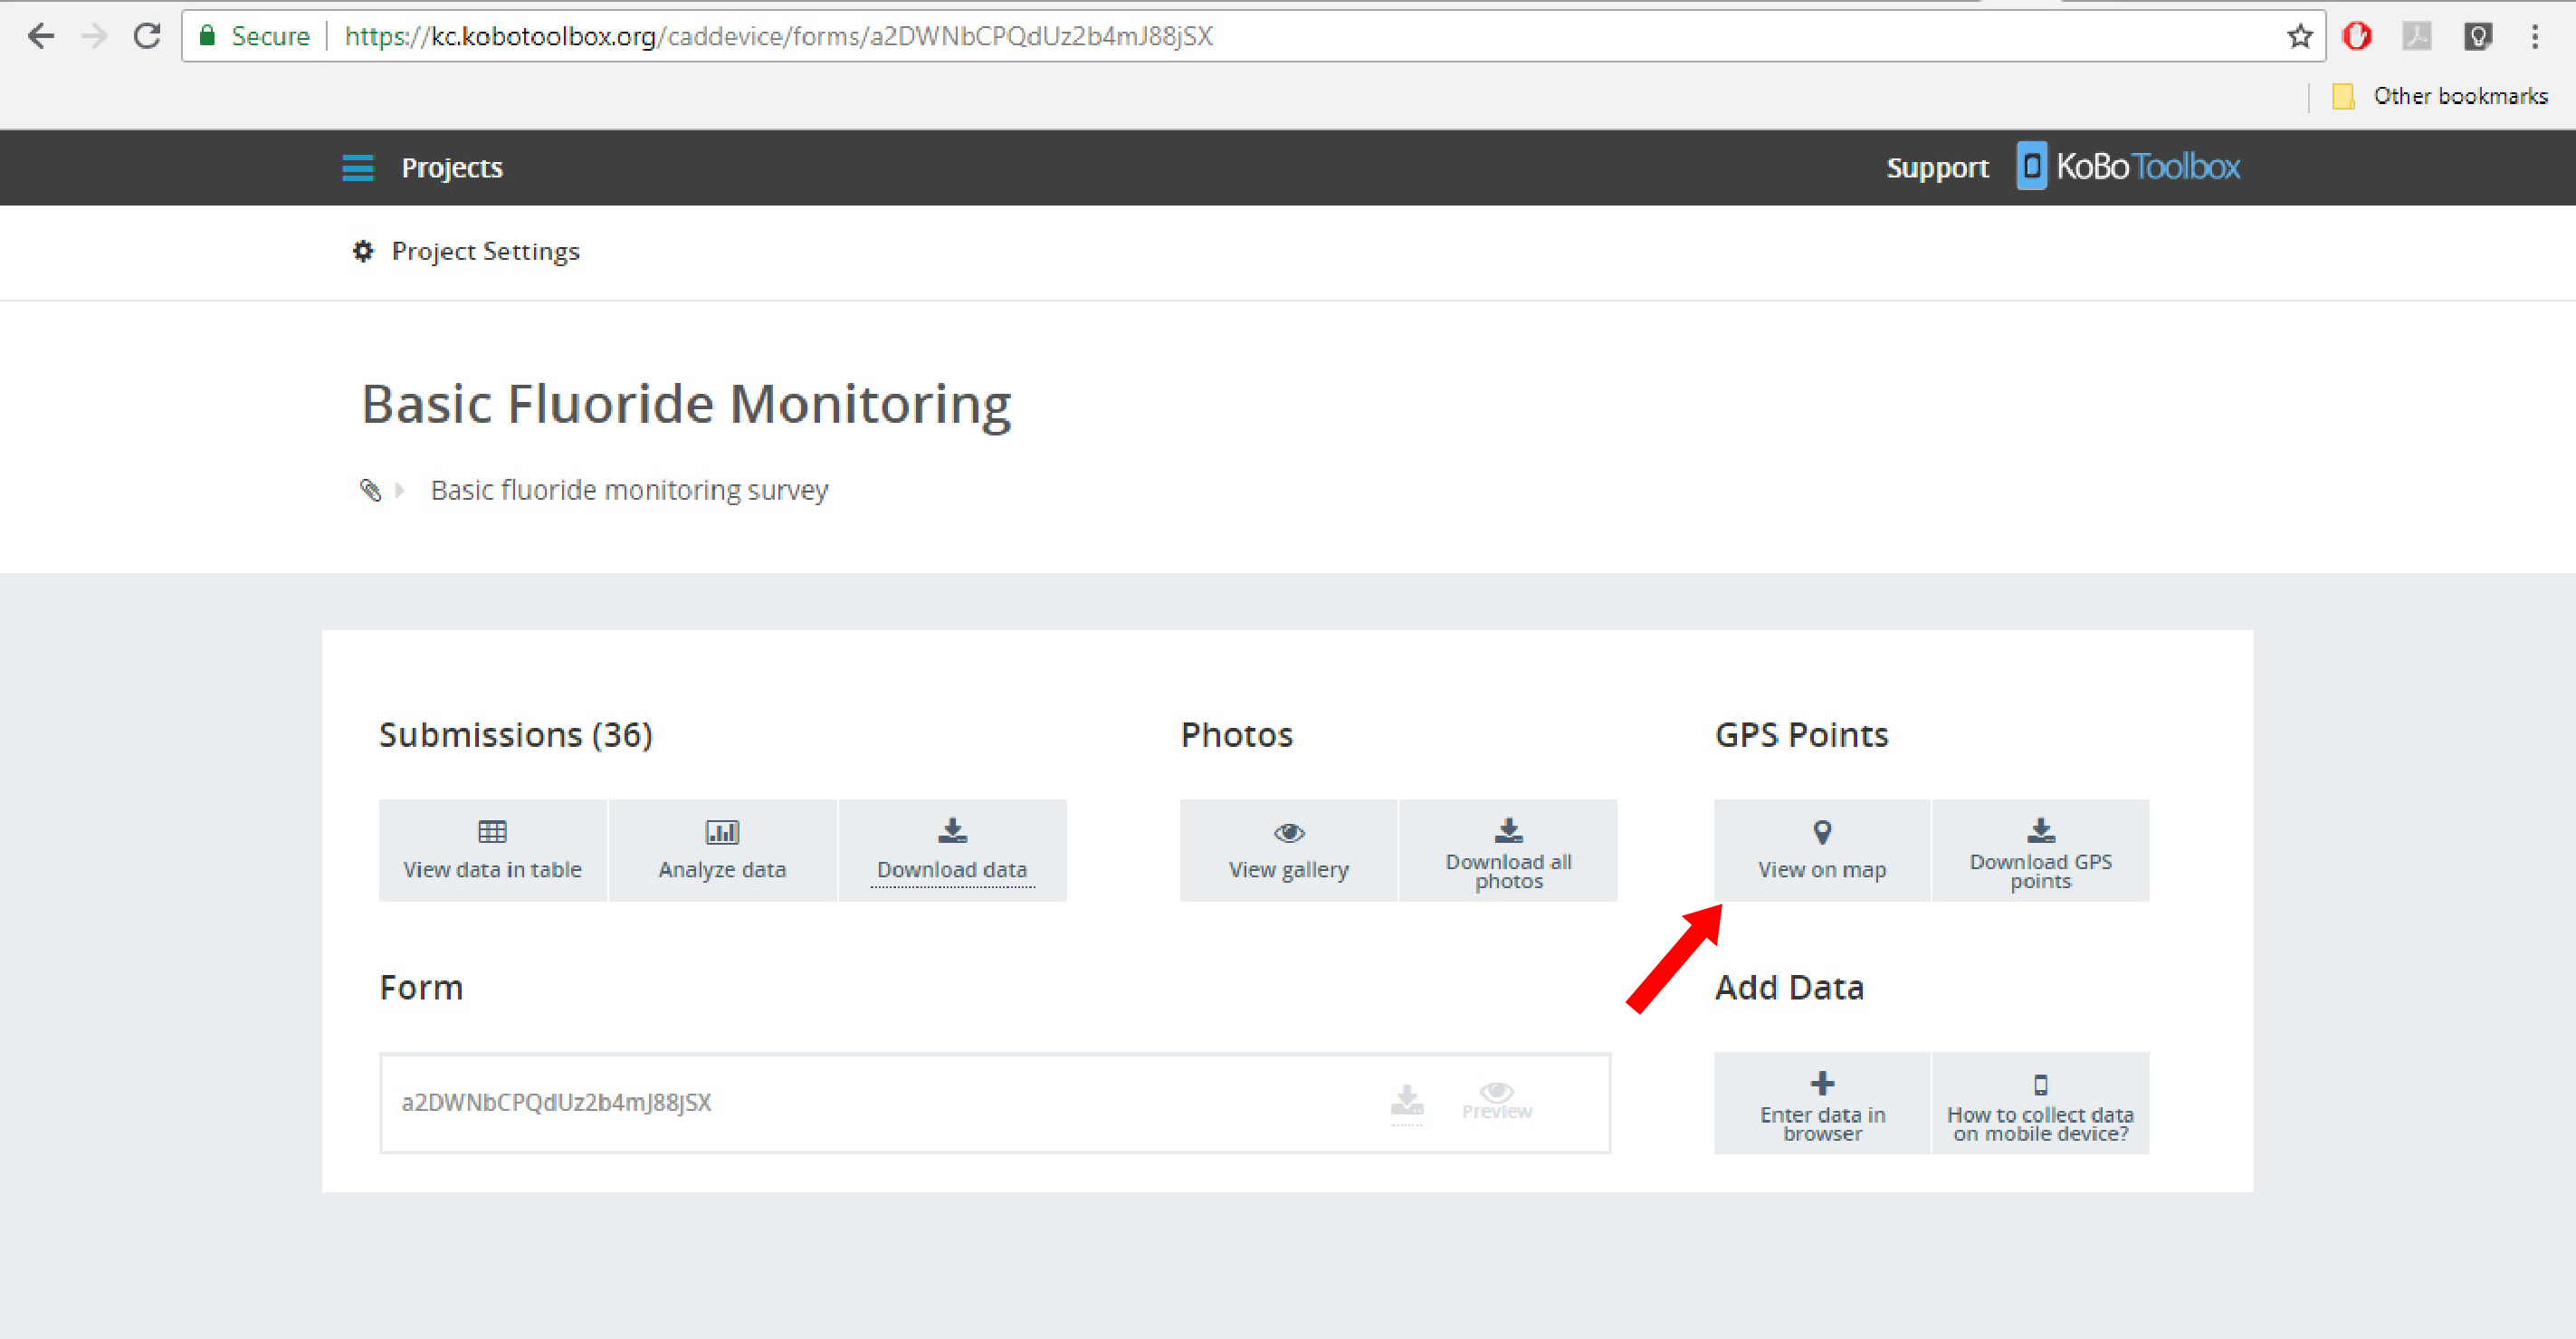 Secure https://kc.kobotoolbox.org/caddevice/forms/a2DWNbCPQdUz2b4mJ88jSX
Other bookmarks
Projects
Support KoBoToolbox
Project Settings
Basic Fluoride Monitoring
Basic fluoride monitoring survey
Submissions (36)
View data in table
Analyze data
Download data
Photos
View gallery
Download all
photos
GPS Points
View on map
Download GPS
points
Form
a2DWNbCPQdUz2b4mJ88jSX
Preview
Add Data
Enter data in
browser
How to collect data
on mobile device?